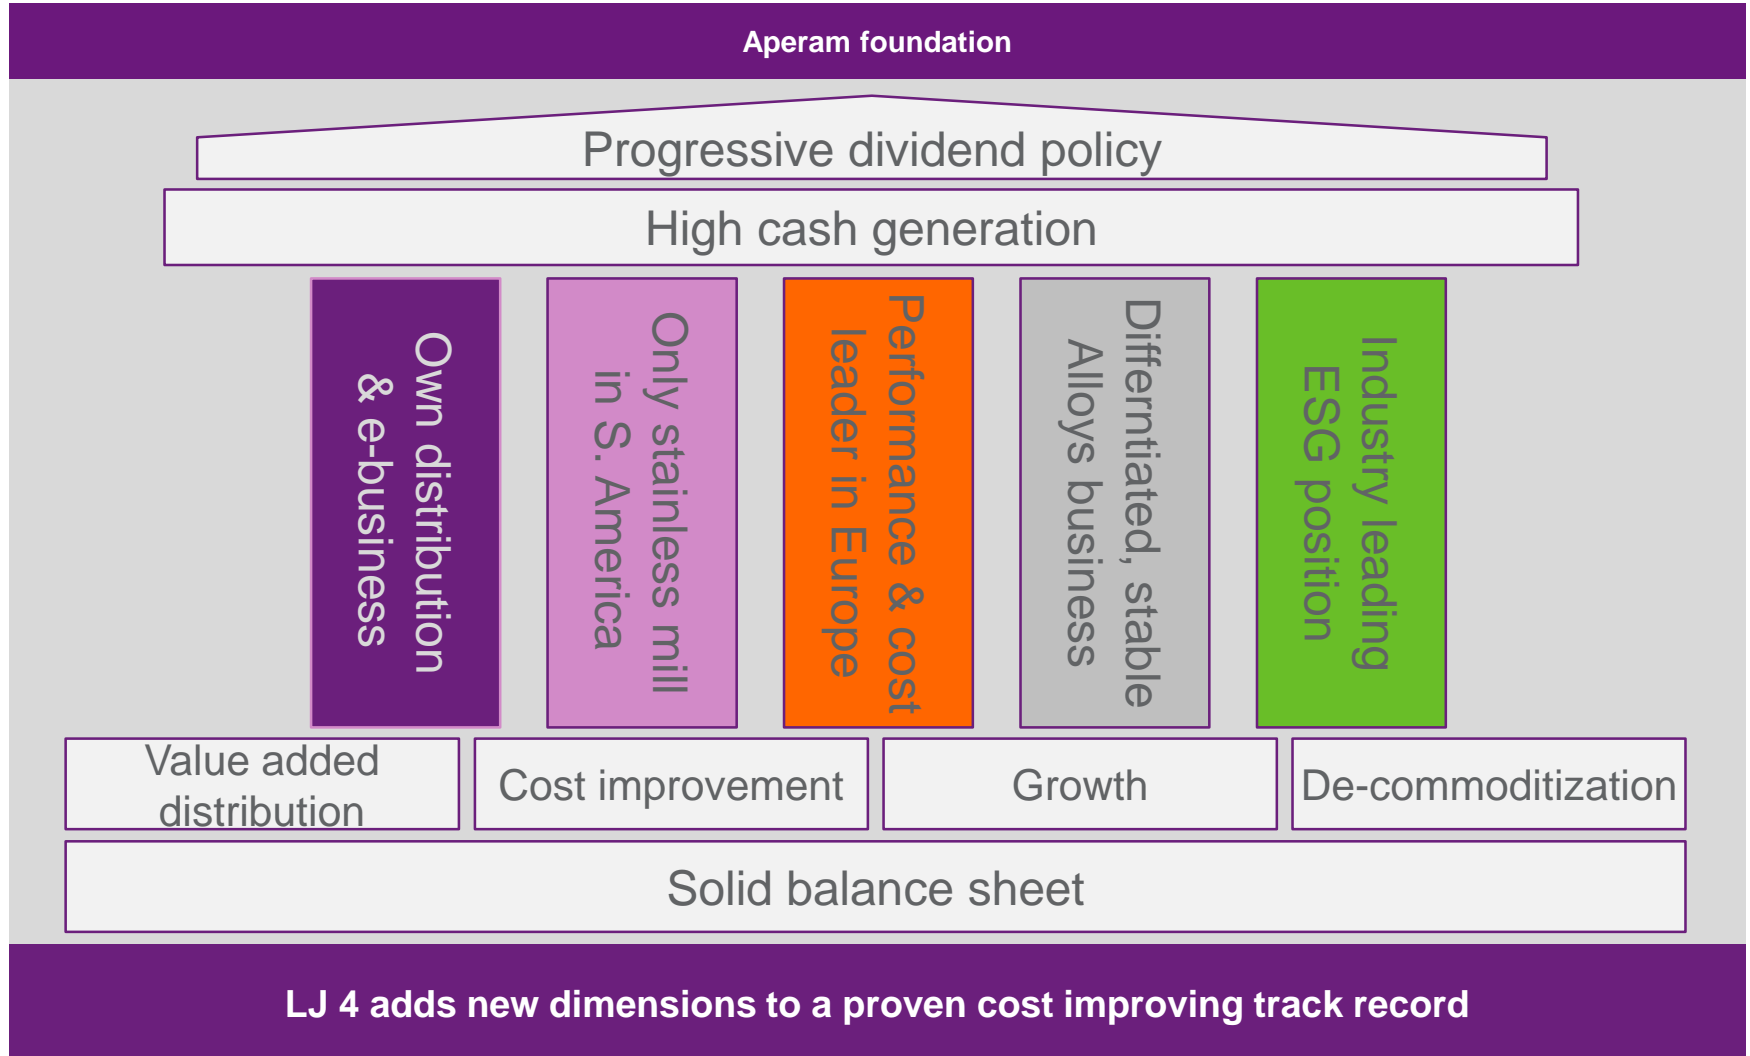 Aperam foundation
Progressive dividend policy
High cash generation
Own distribution
& e-business
Only stainless mill
in S. America
Performance & cost
leader in Europe
Differntiated, stable
Alloys business
Industry leading
ESG position
Value added
distribution
Cost improvement
Growth
De-commoditization
Solid balance sheet
LJ 4 adds new dimensions to a proven cost improving track record